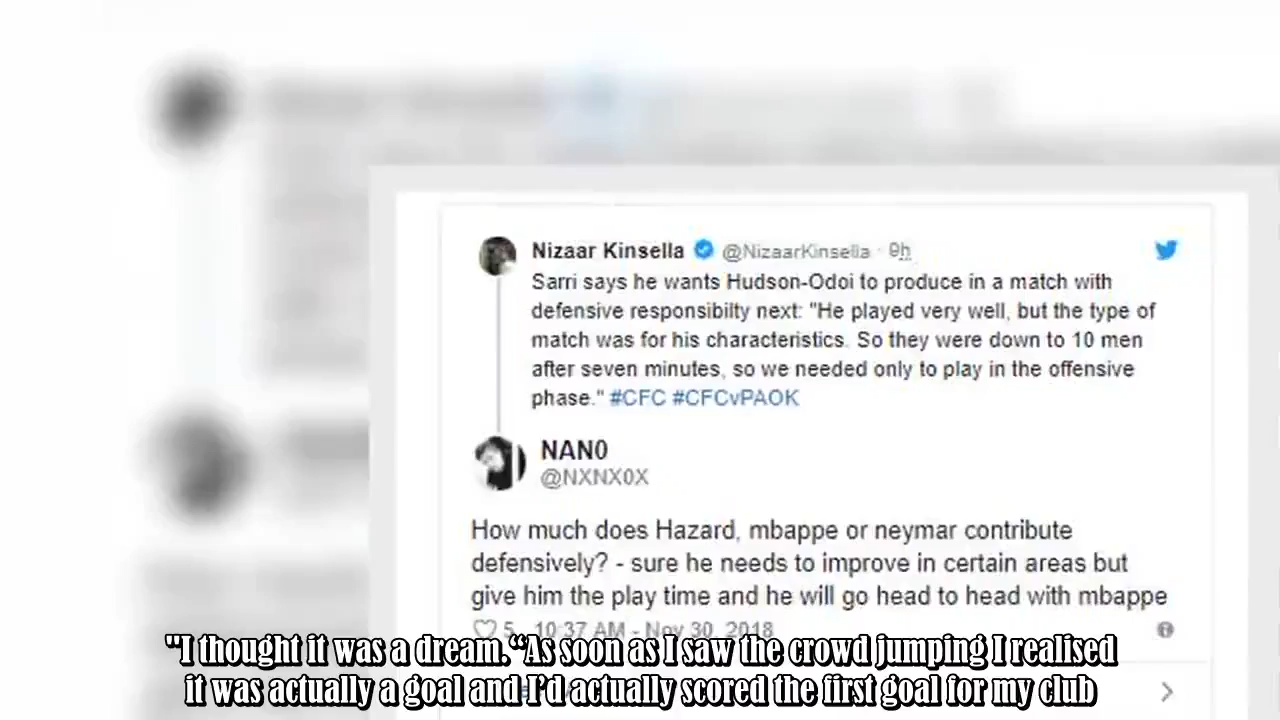 Nizaar Kinsella @NizaarKinsella · 9h
Sarri says he wants Hudson-Odoi to produce in a match with
defensive responsibilty next: "He played very well, but the type of
match was for his characteristics. So they were down to 10 men
after seven minutes, so we needed only to play in the offensive
phase." #CFC #CFCvPAOK
NAN0
@NXNX0X
How much does Hazard, mbappe or neymar contribute
defensively? - sure he needs to improve in certain areas but
give him the play time and he will go head to head with mbappe
5 10:37 AM - Nov 30, 2018
"I thought it was a dream.“As soon as I saw the crowd jumping I realised
it was actually a goal and I’d actually scored the first goal for my club